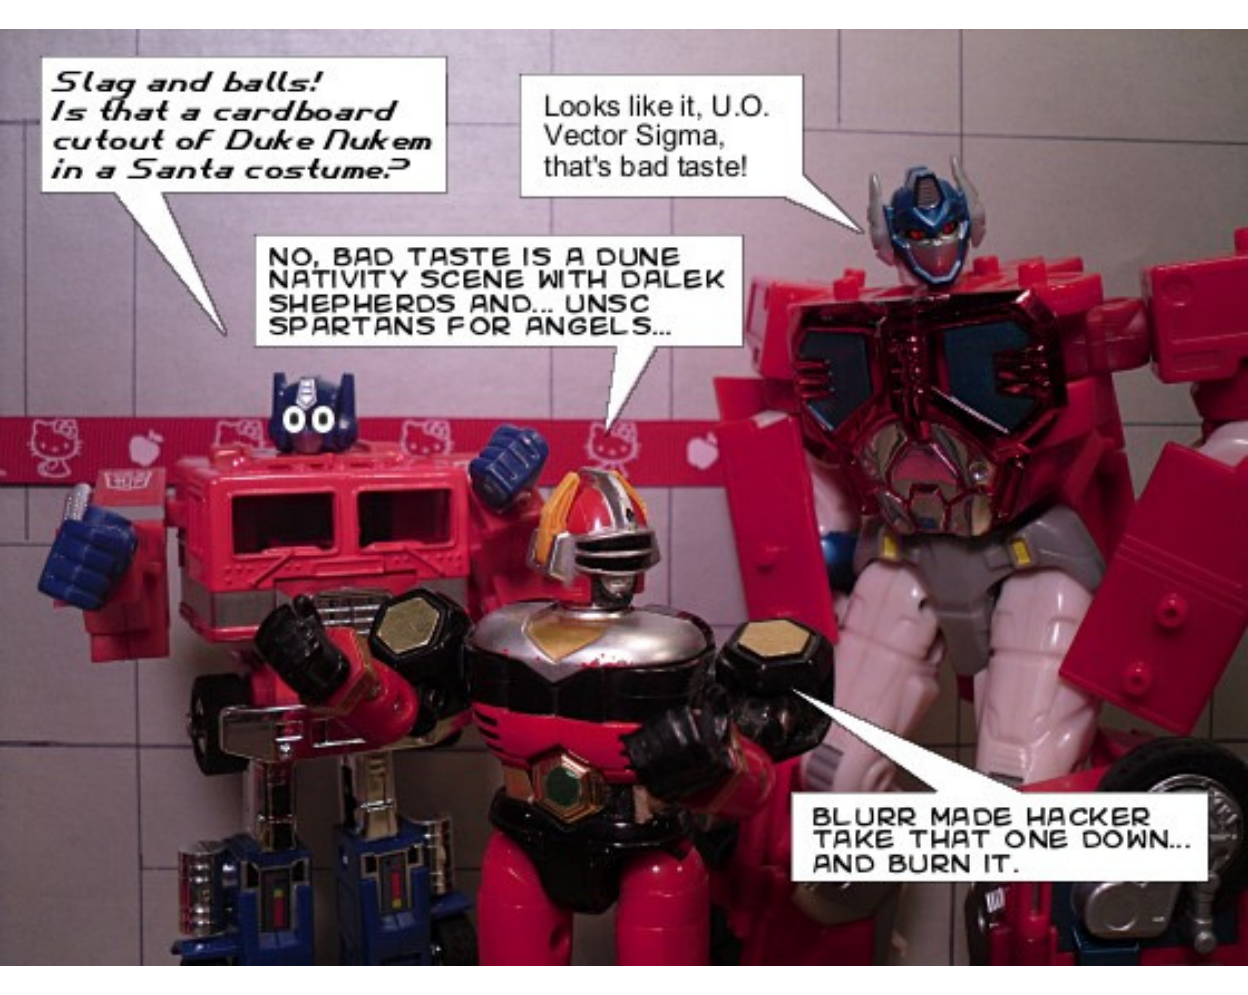 Slag and balls!
Is that a cardboard
cutout of Duke Nukem
in a Santa costume?
Looks like it, U.O.
Vector Sigma,
that's bad taste!
NO, BAD TASTE IS A DUNE
NATIVITY SCENE WITH DALEK
SHEPHERDS AND... UNSC
SPARTANS FOR ANGELS...
BLURR MADE HACKER
TAKE THAT ONE DOWN...
AND BURN IT.